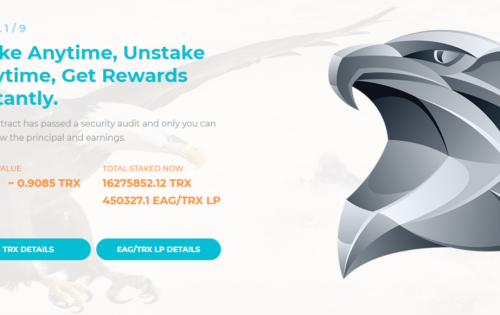 1 / 9
ke Anytime, Unstake
ytime, Get Rewards
tantly.
tract has passed a security audit and only you can
w the principal and earnings.
ALUE
~ 0.9085 TRX
TOTAL STAKED NOW
16275852.12 TRX
450327.1 EAG/TRX LP
TRX DETAILS
EAG/TRX LP DETAILS